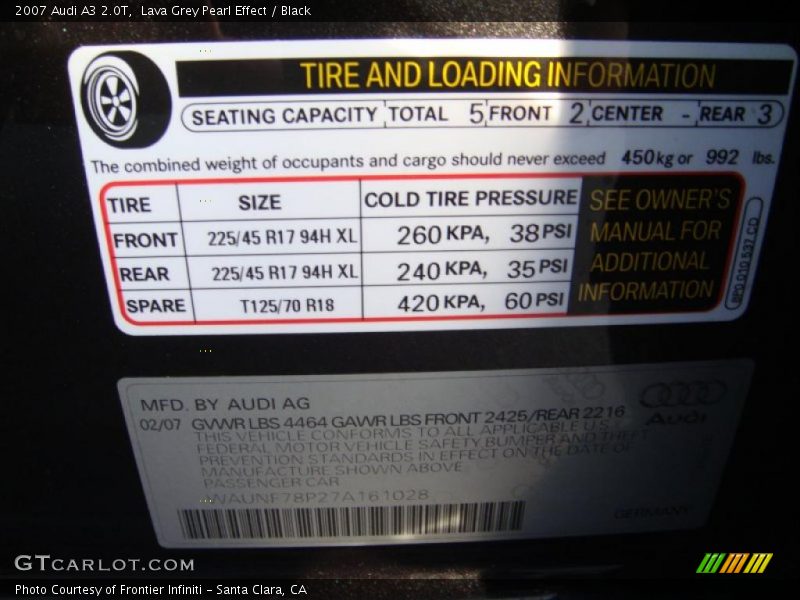 2007 Audi A3 2.0T,  Lava Grey Pearl Effect / Black
TIRE AND LOADING INFORMATION
SEATING CAPACITY TOTAL 5 FRONT 2 CENTER - REAR 3
The combined weight of occupants and cargo should never exceed 450kg or 992 lbs.
TIRE SIZE COLD TIRE PRESSURE
FRONT 225/45 R17 94H XL 260 KPA, 38 PSI
REAR 225/45 R17 94H XL 240 KPA, 35 PSI
SPARE T125/70 R18 420 KPA, 60 PSI
SEE OWNER'S
MANUAL FOR
ADDITIONAL
INFORMATION
8P0 010 537 CD
MFD. BY AUDI AG
02/07 GVWR LBS 4464 GAWR LBS FRONT 2425/REAR 2216
THIS VEHICLE CONFORMS TO ALL APPLICABLE U.S.
FEDERAL MOTOR VEHICLE SAFETY, BUMPER AND THEFT
PREVENTION STANDARDS IN EFFECT ON THE DATE OF
MANUFACTURE SHOWN ABOVE
PASSENGER CAR
WAUNF78P27A161028
Audi
GERMANY
GTCARLOT.COM
Photo Courtesy of Frontier Infiniti - Santa Clara, CA